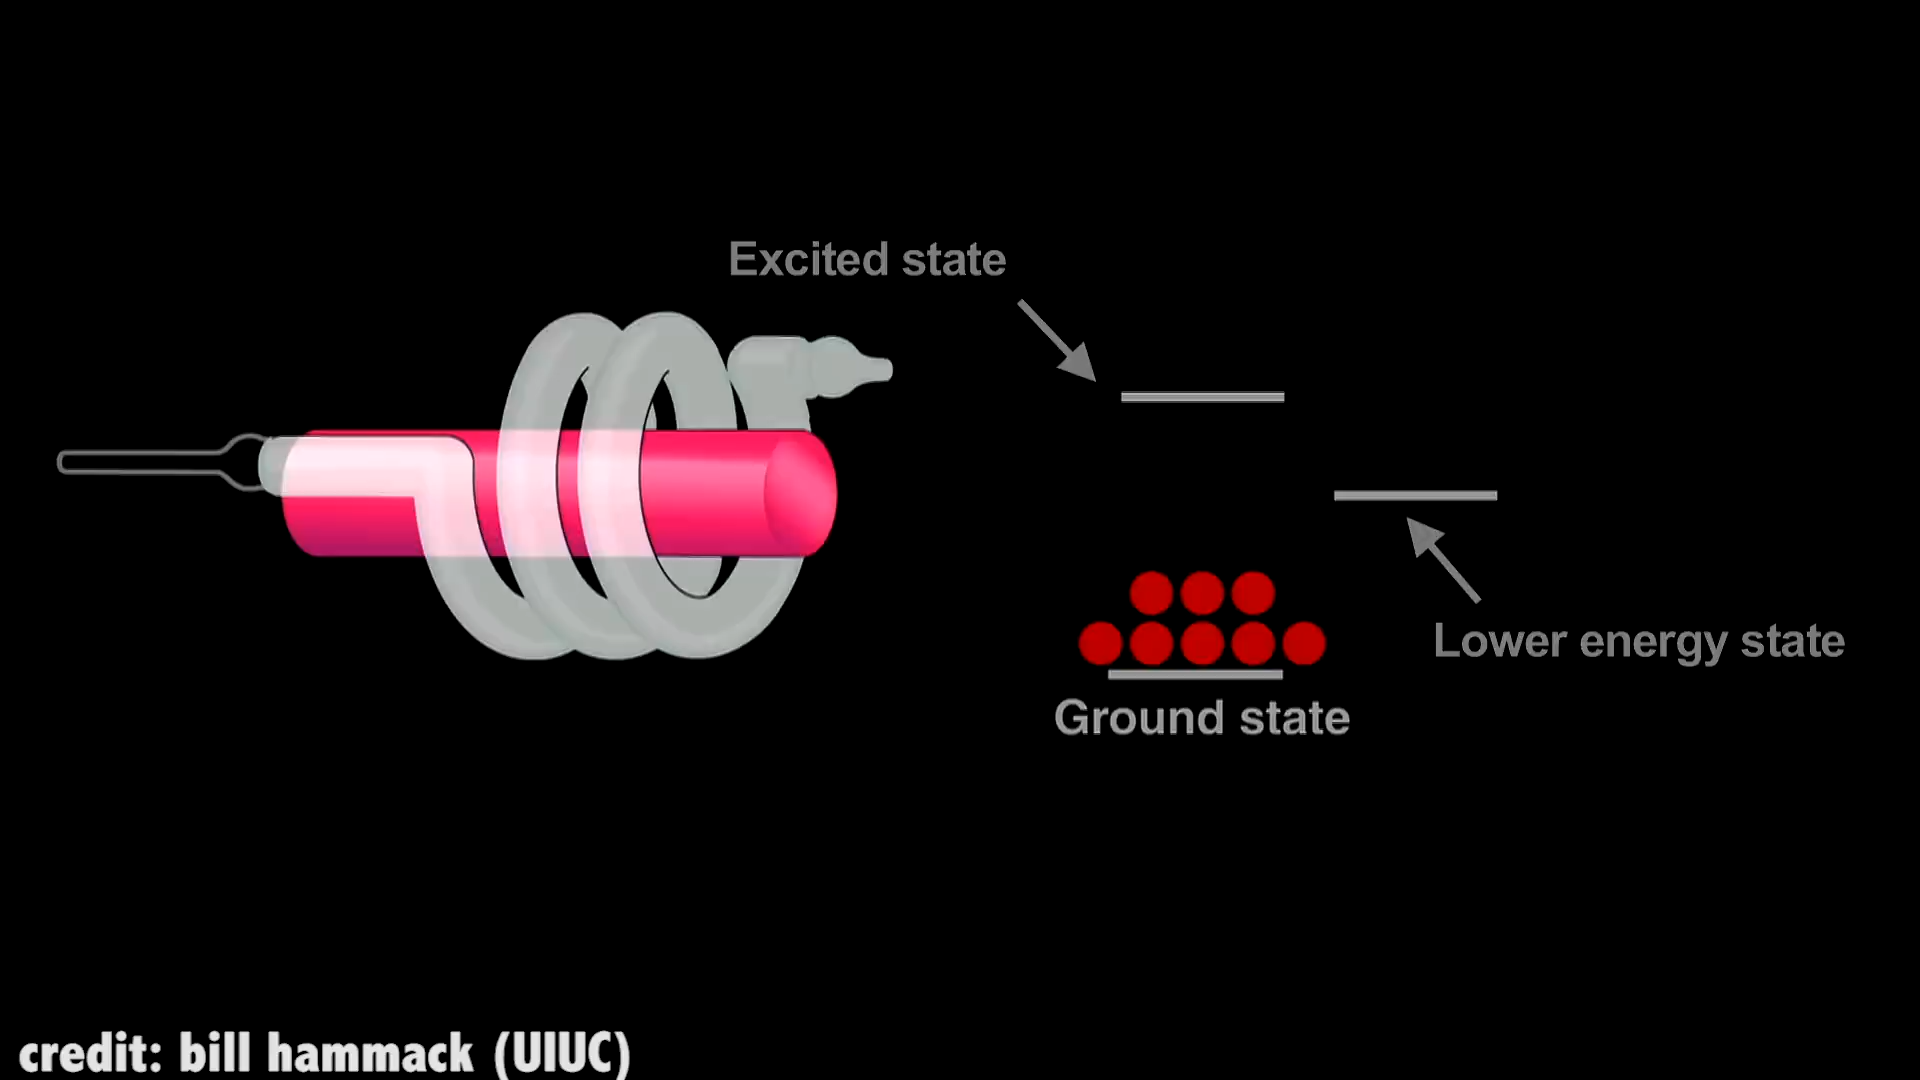 Excited state
Lower energy state
Ground state
credit: bill hammack (UIUC)